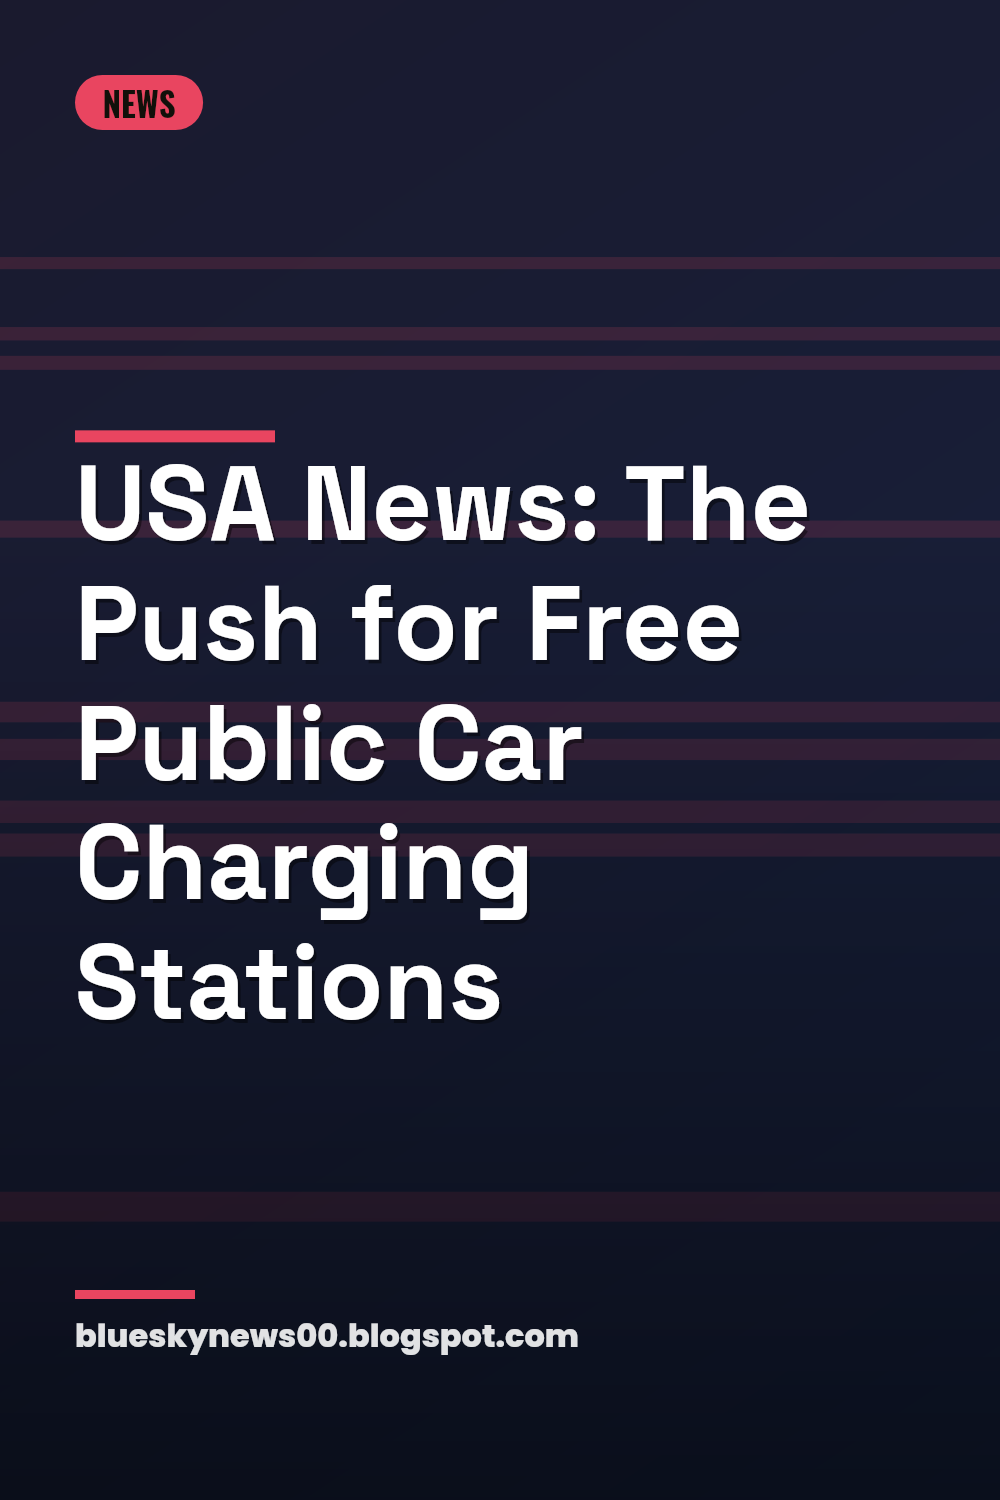 NEWS
USA News: The
Push for Free
Public Car
Charging
Stations
blueskynews00.blogspot.com